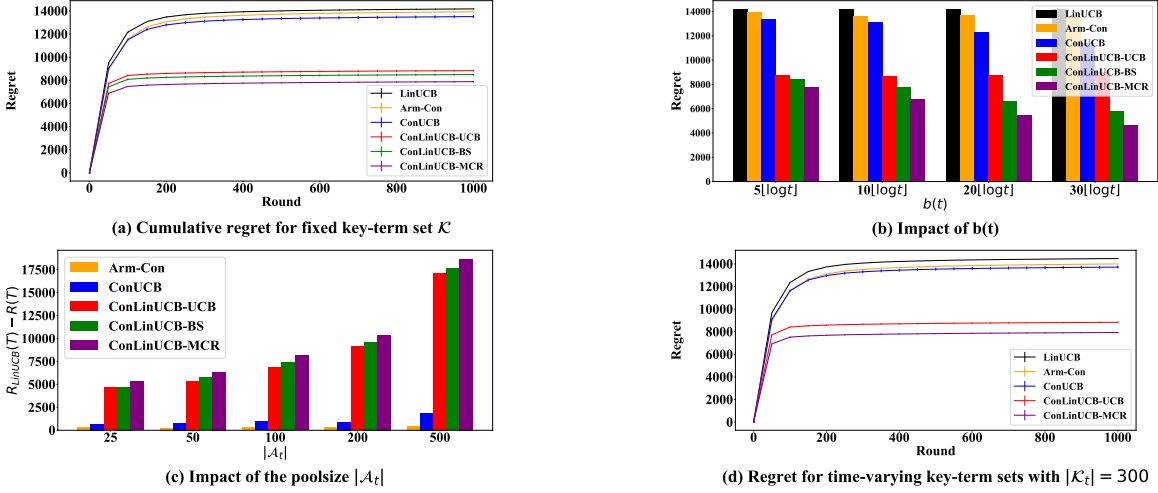 14000
12000
10000
8000
6000
4000
2000
0
Regret
LinUCB
Arm-Con
ConUCB
ConLinUCB-UCB
ConLinUCB-BS
ConLinUCB-MCR
0 200 400 600 800 1000
Round
(a) Cumulative regret for fixed key-term set 𝒦
14000
12000
10000
8000
6000
4000
2000
0
Regret
LinUCB
Arm-Con
ConUCB
ConLinUCB-UCB
ConLinUCB-BS
ConLinUCB-MCR
5⌊logt⌋ 10⌊logt⌋ 20⌊logt⌋ 30⌊logt⌋
b(t)
(b) Impact of b(t)
17500
15000
12500
10000
7500
5000
2500
0
R_{LinUCB}(T) − R(T)
Arm-Con
ConUCB
ConLinUCB-UCB
ConLinUCB-BS
ConLinUCB-MCR
25 50 100 200 500
|𝒜_t|
(c) Impact of the poolsize |𝒜_t|
14000
12000
10000
8000
6000
4000
2000
0
Regret
LinUCB
Arm-Con
ConUCB
ConLinUCB-UCB
ConLinUCB-MCR
0 200 400 600 800 1000
Round
(d) Regret for time-varying key-term sets with |𝒦_t| = 300